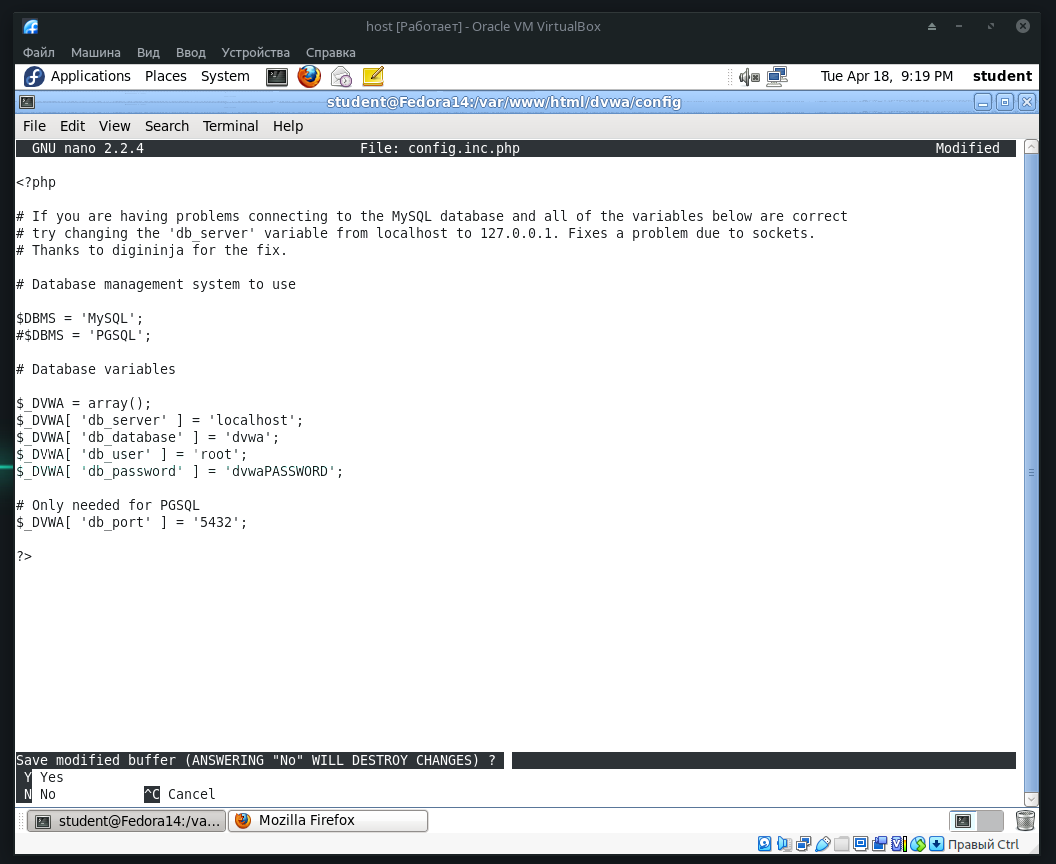 host [Работает] - Oracle VM VirtualBox
Файл Машина Вид Ввод Устройства Справка
Applications Places System Tue Apr 18, 9:19 PM student
student@Fedora14:/var/www/html/dvwa/config
File Edit View Search Terminal Help
GNU nano 2.2.4 File: config.inc.php Modified
<?php
# If you are having problems connecting to the MySQL database and all of the variables below are correct
# try changing the 'db_server' variable from localhost to 127.0.0.1. Fixes a problem due to sockets.
# Thanks to digininja for the fix.
# Database management system to use
$DBMS = 'MySQL';
#$DBMS = 'PGSQL';
# Database variables
$_DVWA = array();
$_DVWA[ 'db_server' ] = 'localhost';
$_DVWA[ 'db_database' ] = 'dvwa';
$_DVWA[ 'db_user' ] = 'root';
$_DVWA[ 'db_password' ] = 'dvwaPASSWORD';
# Only needed for PGSQL
$_DVWA[ 'db_port' ] = '5432';
?>
Save modified buffer (ANSWERING "No" WILL DESTROY CHANGES) ?
Y Yes
N No ^C Cancel
student@Fedora14:/va... Mozilla Firefox
Правый Ctrl